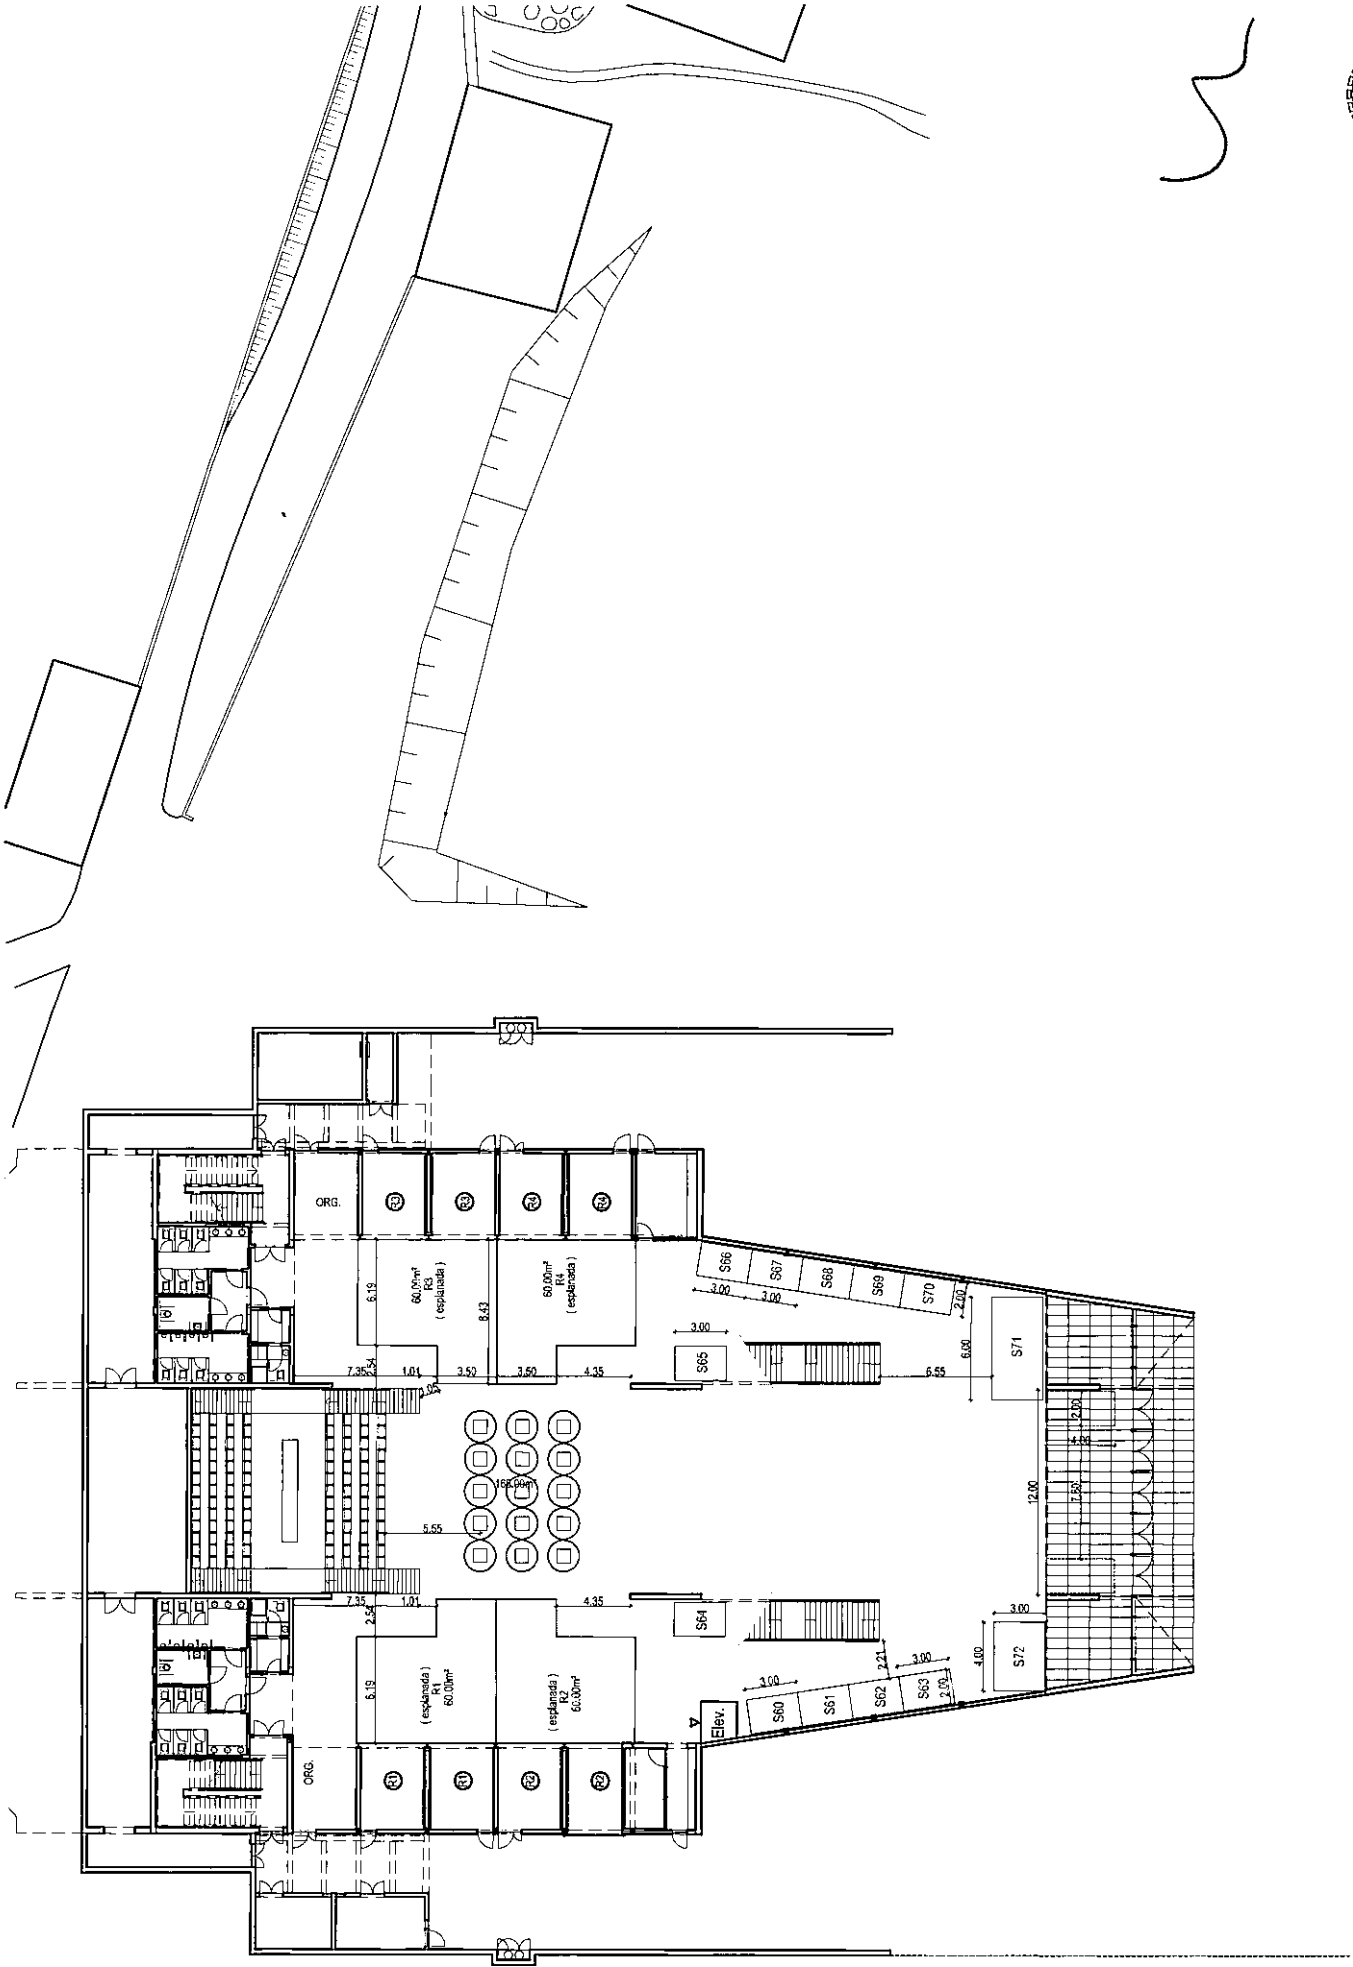 ORG.
R3
R3
R4
R4
60.00m²
R3
( esplanada )
60.00m²
R4
( esplanada )
6.19
8.43
2.54
7.35
1.01
3.50
3.50
4.35
S66
S67
S68
S69
S70
3.00
3.00
2.00
3.00
S65
6.00
S71
6.55
2.00
4.00
12.00
7.60
5.55
7.35
1.01
2.54
4.35
S64
3.00
4.00
S72
6.19
( esplanada )
R1
60.00m²
( esplanada )
R2
60.00m²
2.21
3.00
3.00
2.00
S60
S61
S62
S63
Elev.
ORG.
R1
R1
R2
R2